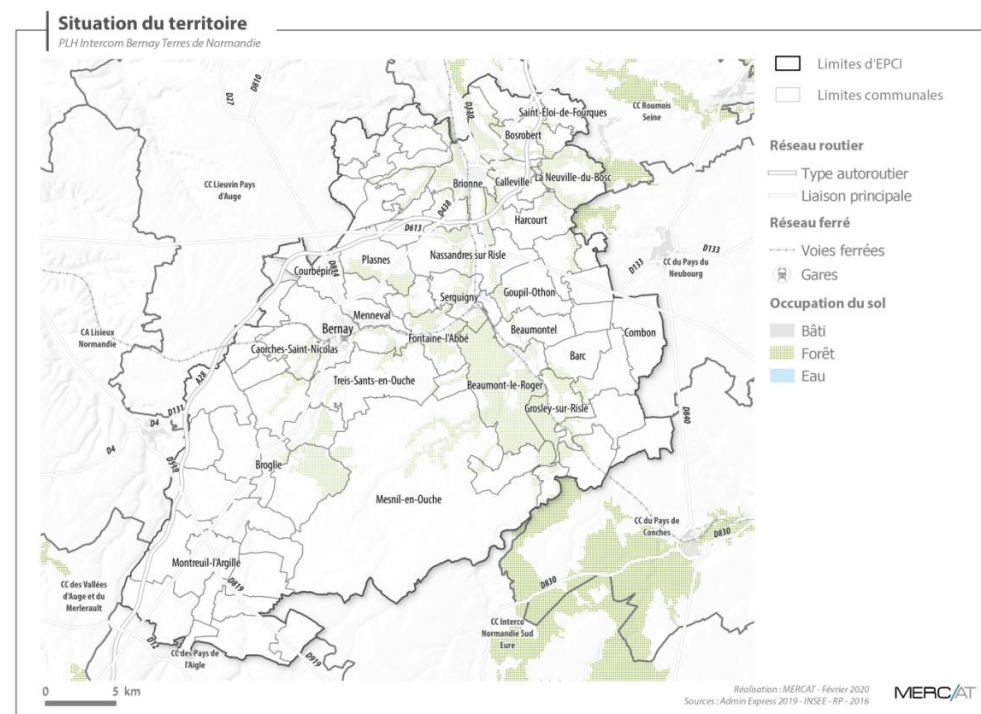 Situation du territoire
PLH Intercom Bernay Terres de Normandie
Limites d'EPCI
Limites communales
Réseau routier
Type autoroutier
Liaison principale
Réseau ferré
Voies ferrées
Gares
Occupation du sol
Bâti
Forêt
Eau
D810
D27
D130
Saint-Éloi-de-Fourques
CC Roumois
Seine
Bosrobert
CC Lieuvin Pays
d'Auge
Brionne
Calleville
La Neuville-du-Bosc
D438
Harcourt
D613
D133
Nassandres sur Risle
Plasnes
D133
CC du Pays du
Neubourg
Courbépine
D834
Goupil-Othon
Serquigny
Menneval
Bernay
Beaumontel
Combon
CA Lisieux
Normandie
Fontaine-l'Abbé
Caorches-Saint-Nicolas
Barc
Treis-Sants-en-Ouche
Beaumont-le-Roger
A28
Grosley-sur-Risle
D131
D4
D840
D4
D519
Broglie
Mesnil-en-Ouche
CC du Pays de
Conches
D830
Montreuil-l'Argillé
CC des Vallées
d'Auge et du
Merlerault
D819
D830
CC Interco
Normandie Sud
Eure
D12
CC des Pays de
l'Aigle
D919
0 5 km
Réalisation : MERCAT - Février 2020
Sources : Admin Express 2019 - INSEE - RP - 2016
MERC/AT